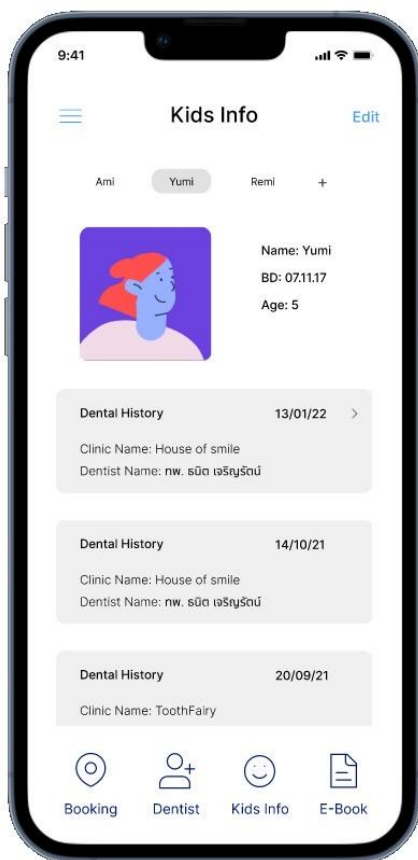 9:41
Kids Info
Edit
Ami
Yumi
Remi
+
Name: Yumi
BD: 07.11.17
Age: 5
Dental History 13/01/22 >
Clinic Name: House of smile
Dentist Name: ทพ. ธนิต เจริญรัตน์
Dental History 14/10/21
Clinic Name: House of smile
Dentist Name: ทพ. ธนิต เจริญรัตน์
Dental History 20/09/21
Clinic Name: ToothFairy
Booking
Dentist
Kids Info
E-Book